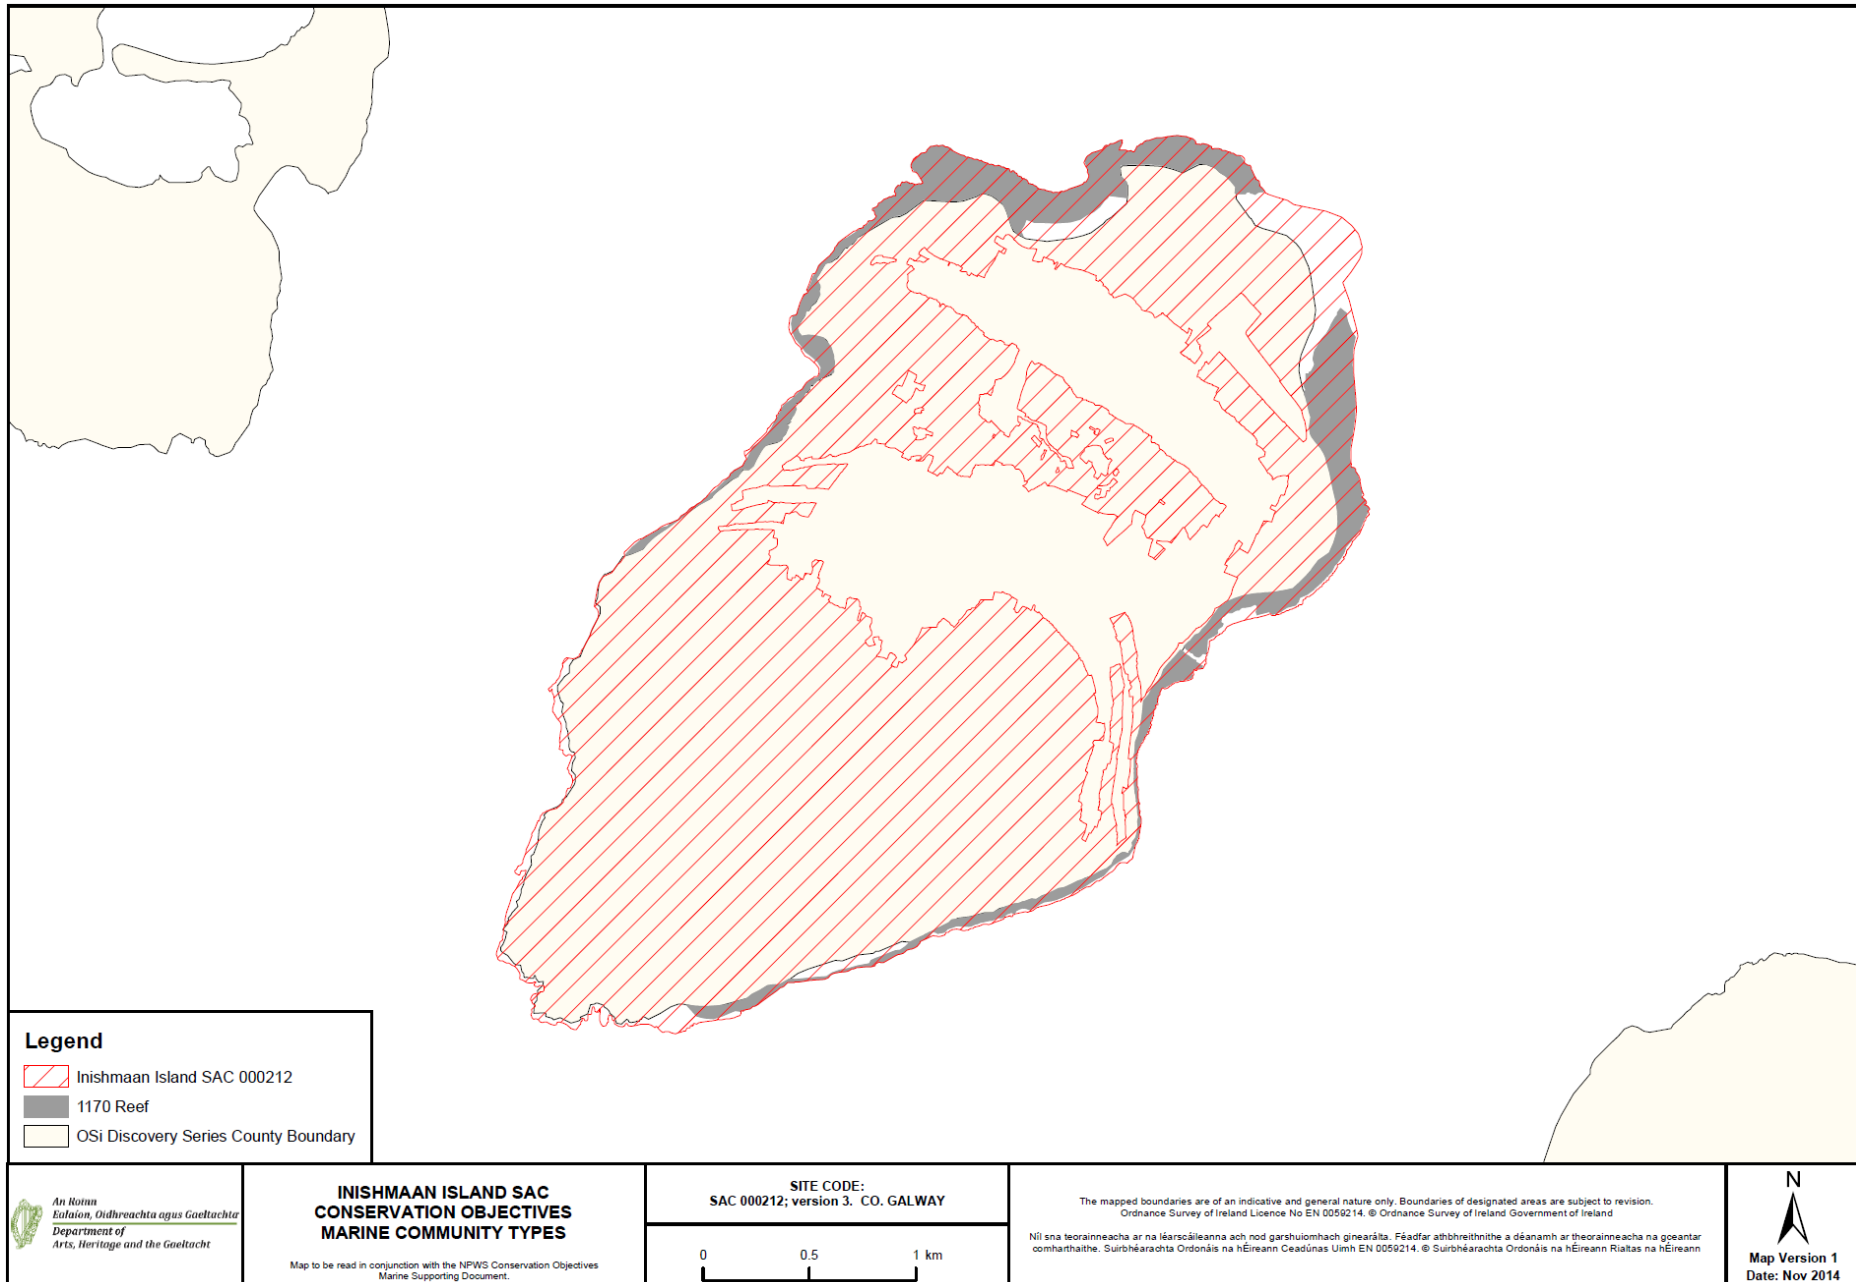 Legend
Inishmaan Island SAC 000212
1170 Reef
OSi Discovery Series County Boundary
An Roinn
Ealaíon, Oidhreachta agus Gaeltachta
Department of
Arts, Heritage and the Gaeltacht
INISHMAAN ISLAND SAC
CONSERVATION OBJECTIVES
MARINE COMMUNITY TYPES
Map to be read in conjunction with the NPWS Conservation Objectives
Marine Supporting Document.
SITE CODE:
SAC 000212; version 3. CO. GALWAY
0 0.5 1 km
The mapped boundaries are of an indicative and general nature only. Boundaries of designated areas are subject to revision.
Ordnance Survey of Ireland Licence No EN 0059214. © Ordnance Survey of Ireland Government of Ireland
Níl sna teorainneacha ar na léarscáileanna ach nod garshuiomhach ginearálta. Féadfar athbhreithnithe a déanamh ar theorainneacha na gceantar
comharthaithe. Suirbhéarachta Ordonáis na hÉireann Ceadúnas Uimh EN 0059214. © Suirbhéarachta Ordonáis na hÉireann Rialtas na hÉireann
N
Map Version 1
Date: Nov 2014